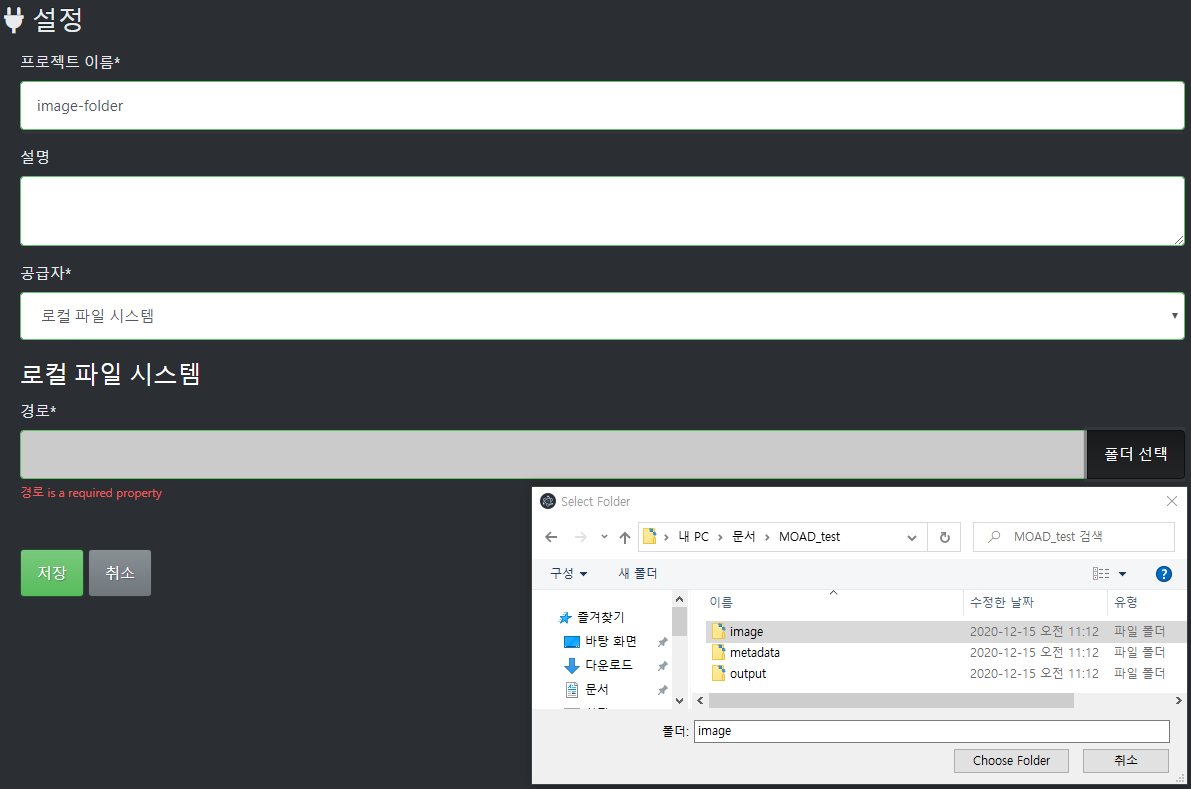 설정
프로젝트 이름*
image-folder
설명
공급자*
로컬 파일 시스템
로컬 파일 시스템
경로*
폴더 선택
경로 is a required property
저장 취소
Select Folder
내 PC > 문서 > MOAD_test
MOAD_test 검색
구성 새 폴더
이름 수정한 날짜 유형
즐겨찾기
바탕 화면
다운로드
문서
image 2020-12-15 오전 11:12 파일 폴더
metadata 2020-12-15 오전 11:12 파일 폴더
output 2020-12-15 오전 11:12 파일 폴더
폴더: image
Choose Folder 취소